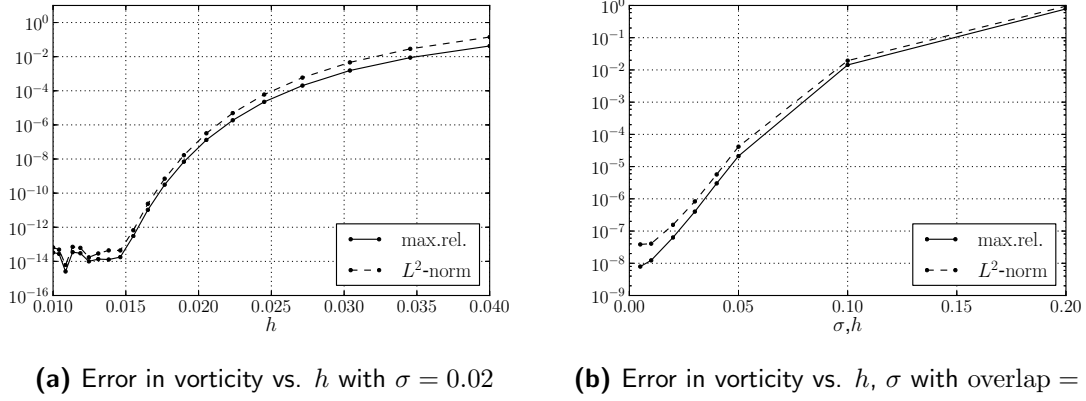 10^0
10^-2
10^-4
10^-6
10^-8
10^-10
10^-12
10^-14
10^-16
0.010 0.015 0.020 0.025 0.030 0.035 0.040
h
max.rel.
L^2-norm
10^0
10^-1
10^-2
10^-3
10^-4
10^-5
10^-6
10^-7
10^-8
10^-9
0.00 0.05 0.10 0.15 0.20
σ,h
max.rel.
L^2-norm
(a) Error in vorticity vs. h with σ = 0.02
(b) Error in vorticity vs. h, σ with overlap =